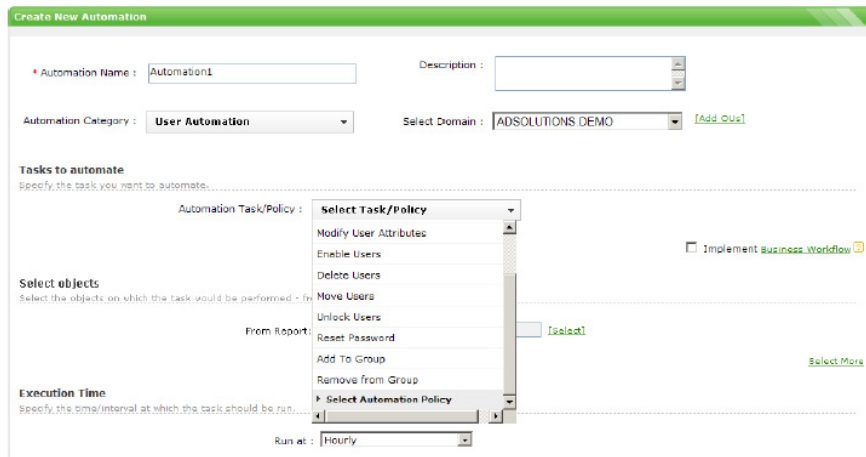 Create New Automation
* Automation Name : Automation1
Description :
Automation Category : User Automation
Select Domain : ADSOLUTIONS.DEMO [Add OUs]
Tasks to automate
Specify the task you want to automate.
Automation Task/Policy : Select Task/Policy
Modify User Attributes
Implement Business Workflow
Enable Users
Delete Users
Select objects
Select the objects on which the task would be performed - fr
Move Users
Unlock Users
From Report: [Select]
Reset Password
Add To Group
Select More
Remove from Group
Execution Time
Select Automation Policy
Specify the time/interval at which the task should be run.
Run at : Hourly